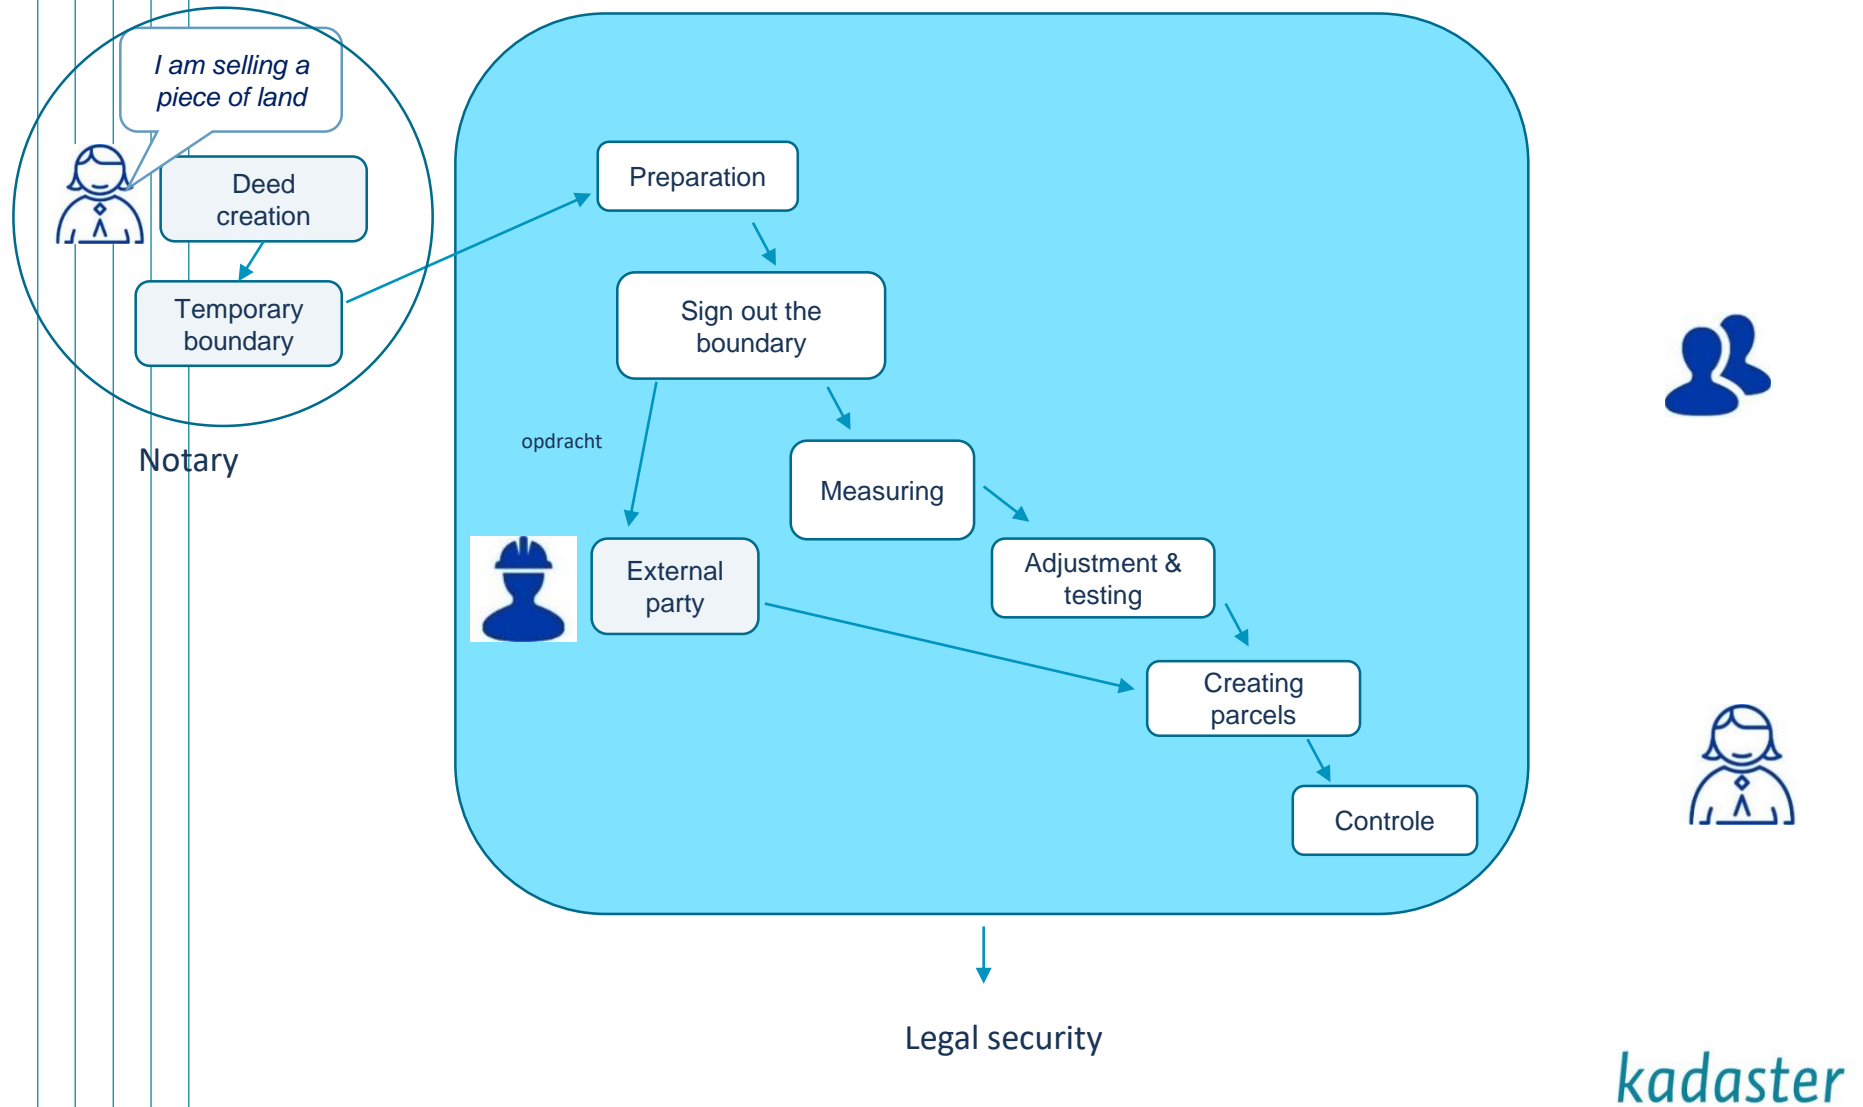 I am selling a
piece of land
Deed
creation
Temporary
boundary
Notary
Preparation
Sign out the
boundary
opdracht
Measuring
External
party
Adjustment &
testing
Creating
parcels
Controle
Legal security
kadaster